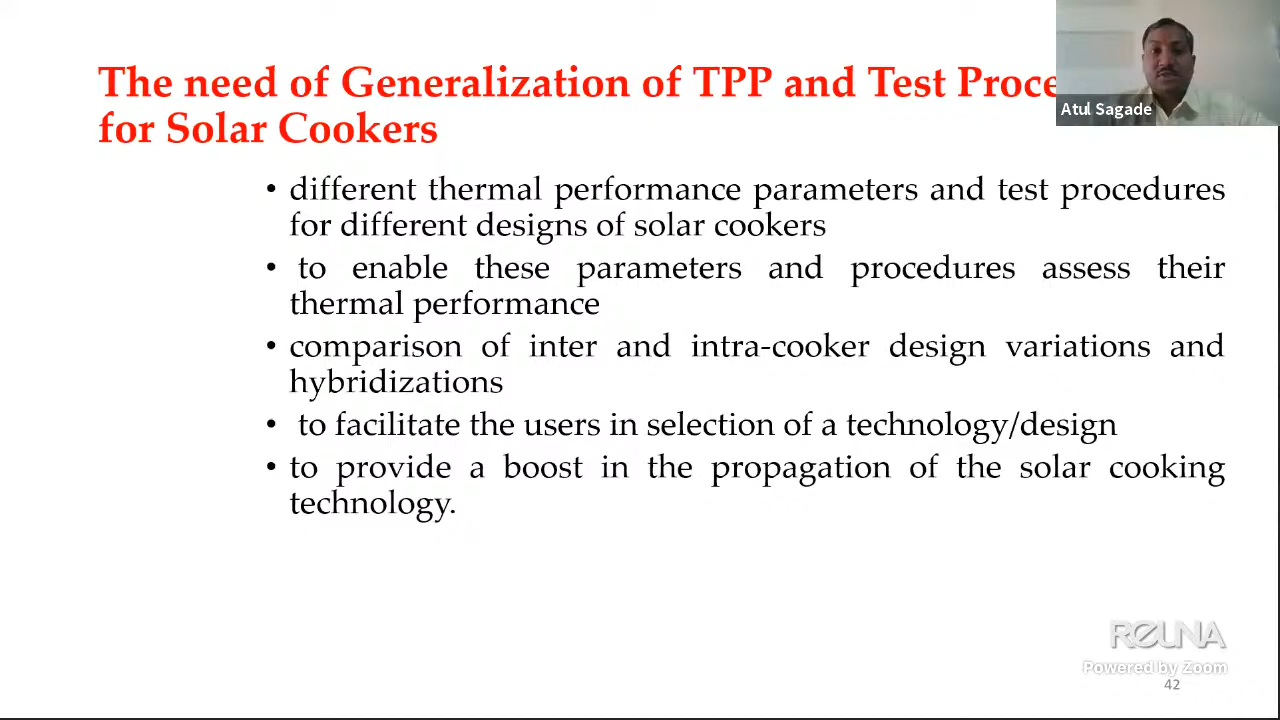 The need of Generalization of TPP and Test Proce
for Solar Cookers
Atul Sagade
• different thermal performance parameters and test procedures
for different designs of solar cookers
• to enable these parameters and procedures assess their
thermal performance
• comparison of inter and intra-cooker design variations and
hybridizations
• to facilitate the users in selection of a technology/design
• to provide a boost in the propagation of the solar cooking
technology.
REUNA
Powered by Zoom
42